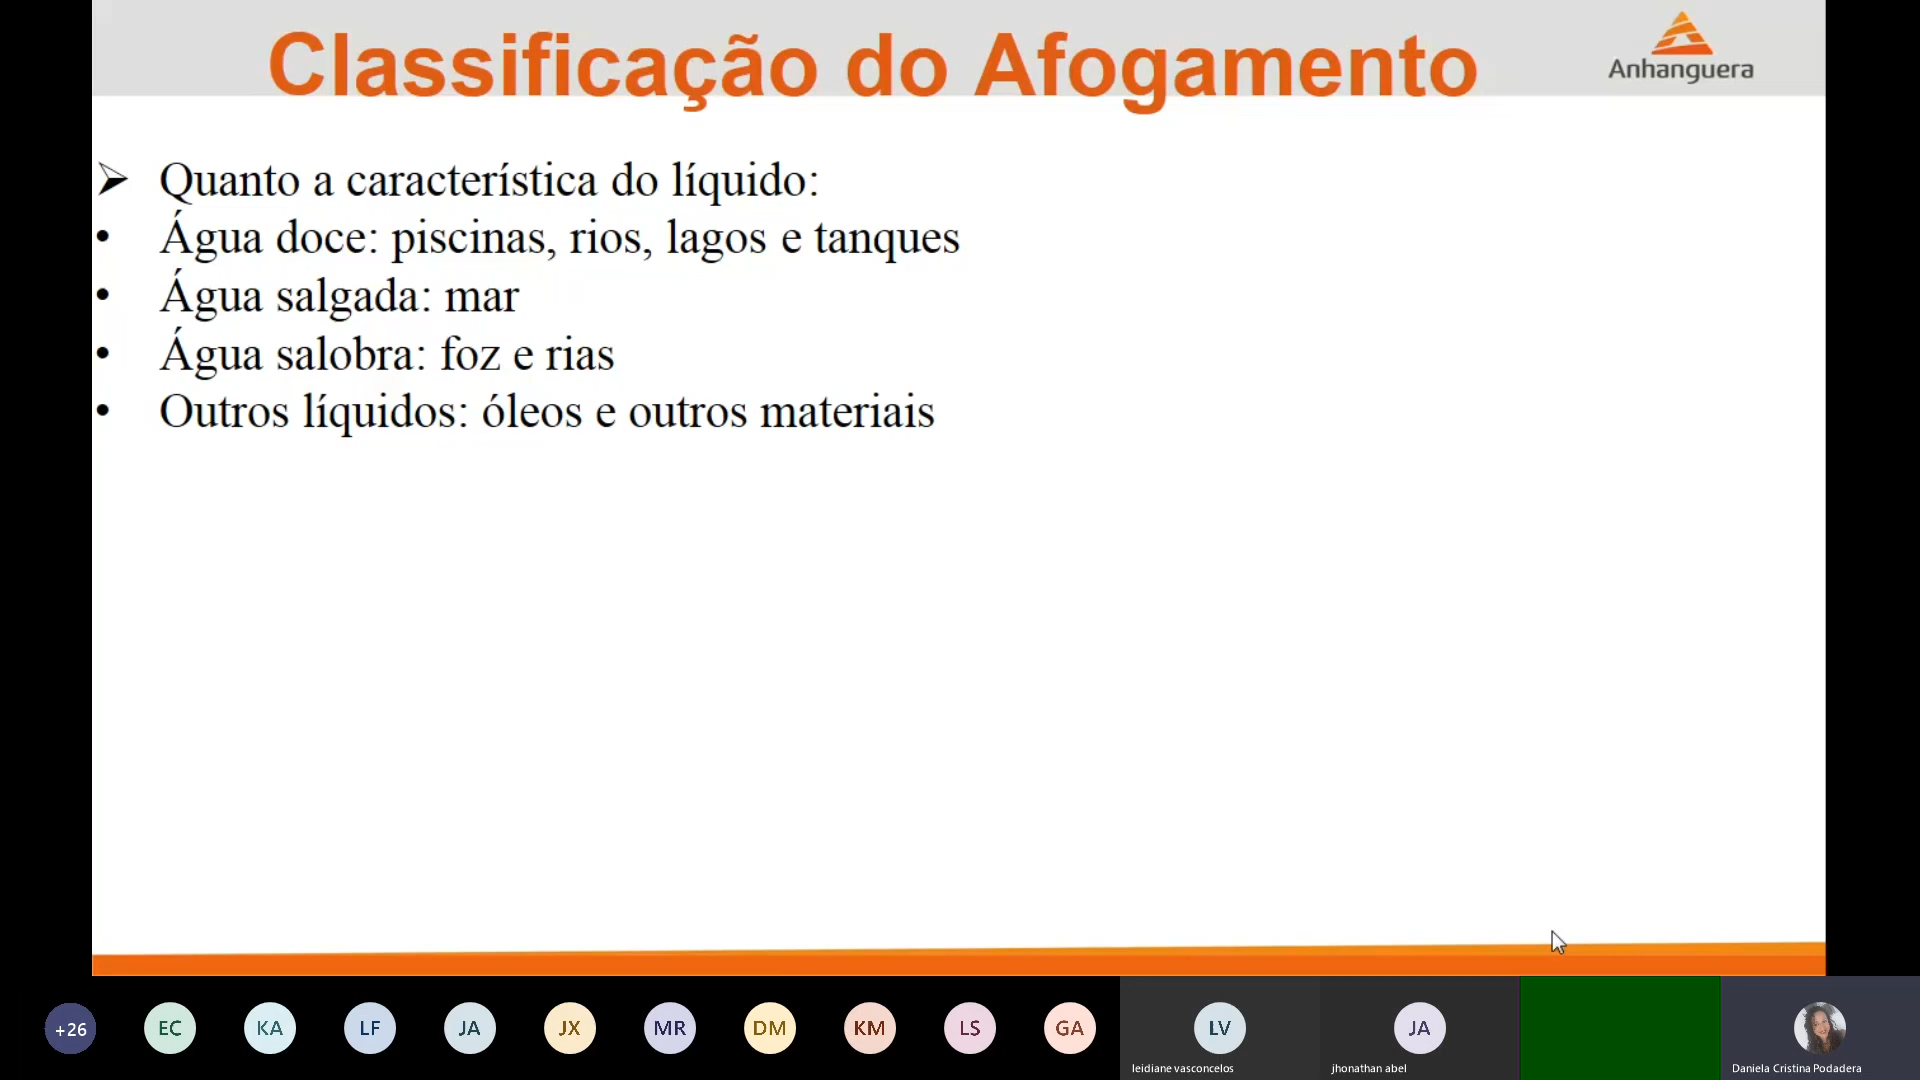 Classificação do Afogamento
Anhanguera
➢ Quanto a característica do líquido:
• Água doce: piscinas, rios, lagos e tanques
• Água salgada: mar
• Água salobra: foz e rias
• Outros líquidos: óleos e outros materiais
+26
EC
KA
LF
JA
JX
MR
DM
KM
LS
GA
LV
JA
leidiane vasconcelos
jhonathan abel
Daniela Cristina Podadera